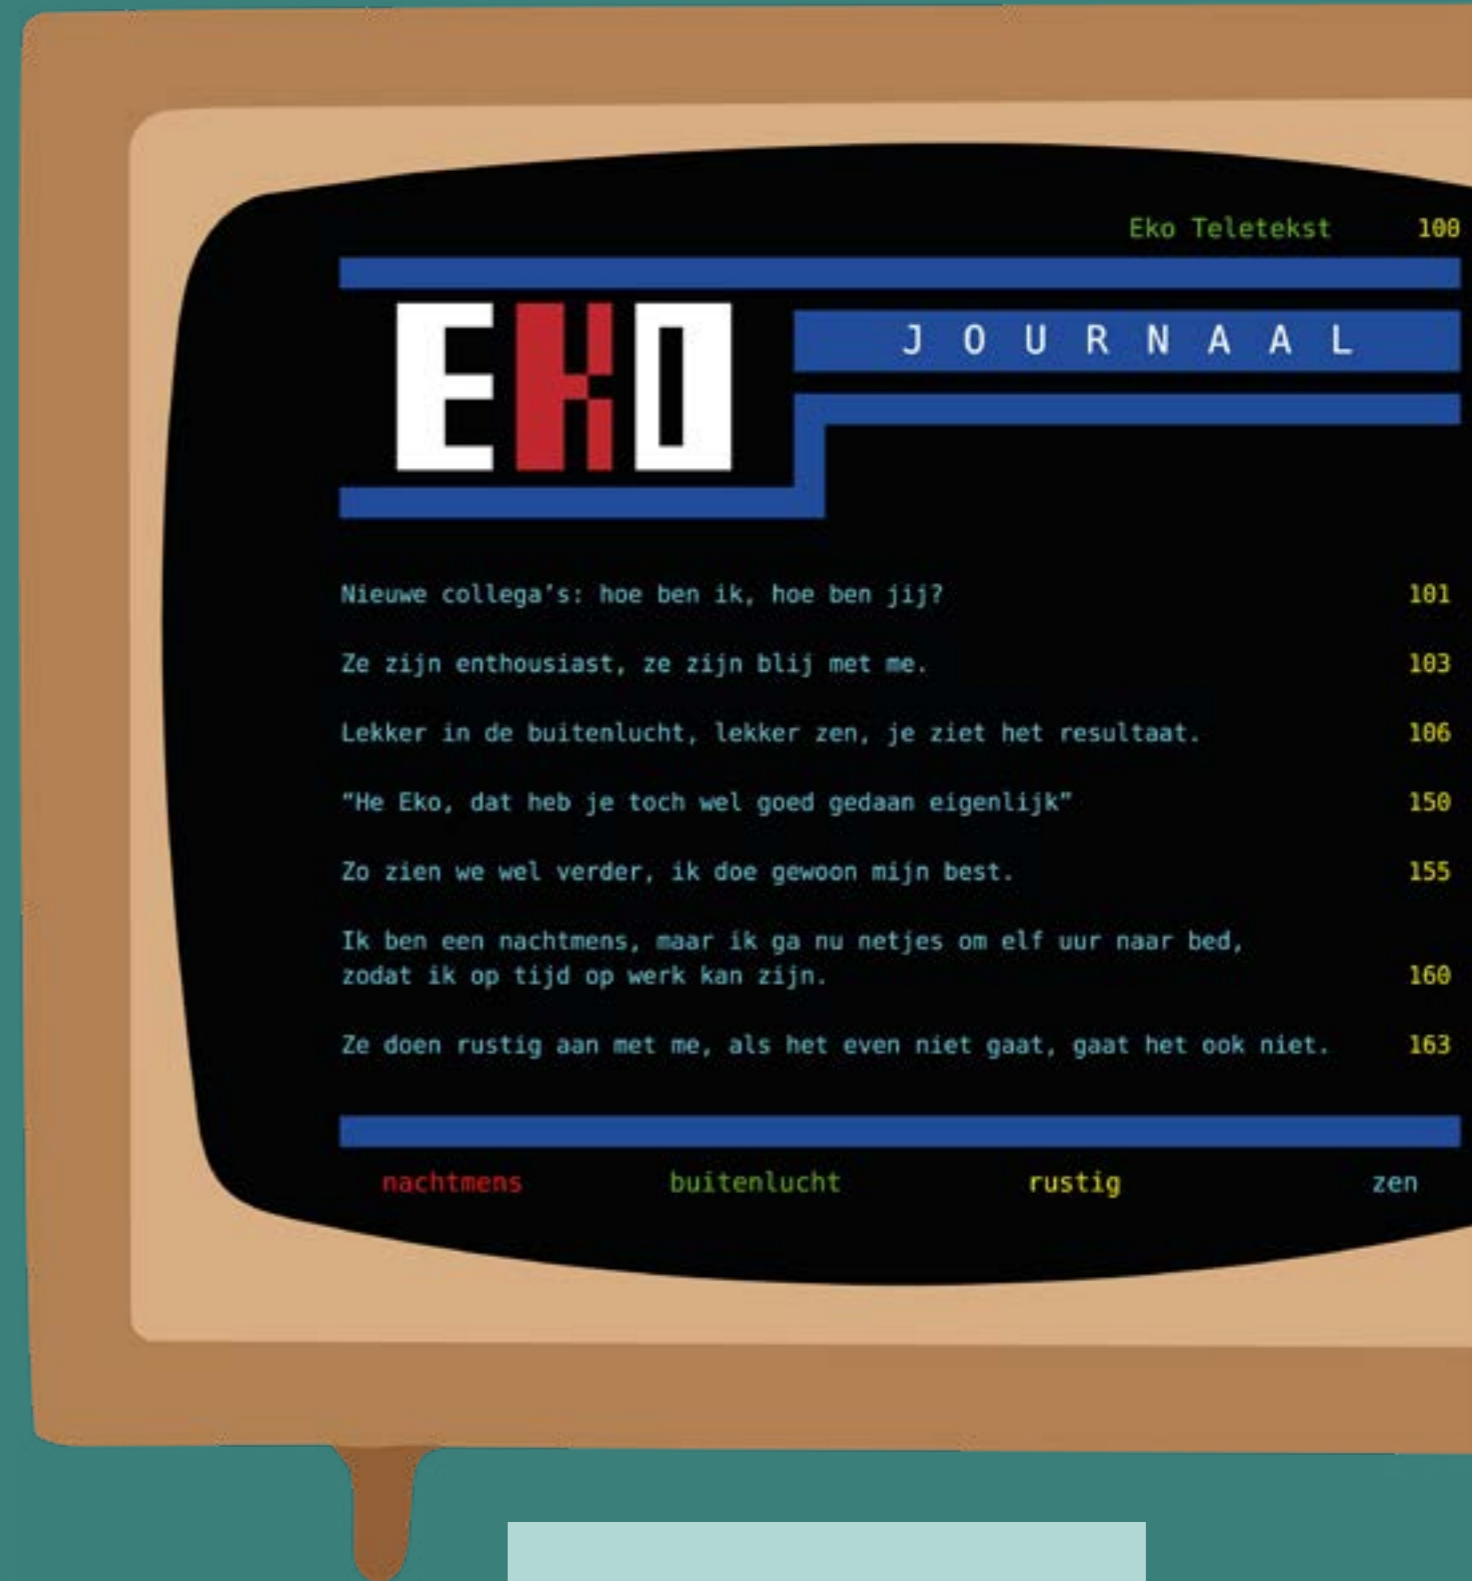 Eko Teletekst 100
EKO
JOURNAAL
Nieuwe collega's: hoe ben ik, hoe ben jij? 101
Ze zijn enthousiast, ze zijn blij met me. 103
Lekker in de buitenlucht, lekker zen, je ziet het resultaat. 106
"He Eko, dat heb je toch wel goed gedaan eigenlijk" 150
Zo zien we wel verder, ik doe gewoon mijn best. 155
Ik ben een nachtmens, maar ik ga nu netjes om elf uur naar bed,
zodat ik op tijd op werk kan zijn. 160
Ze doen rustig aan met me, als het even niet gaat, gaat het ook niet. 163
nachtmens buitenlucht rustig zen